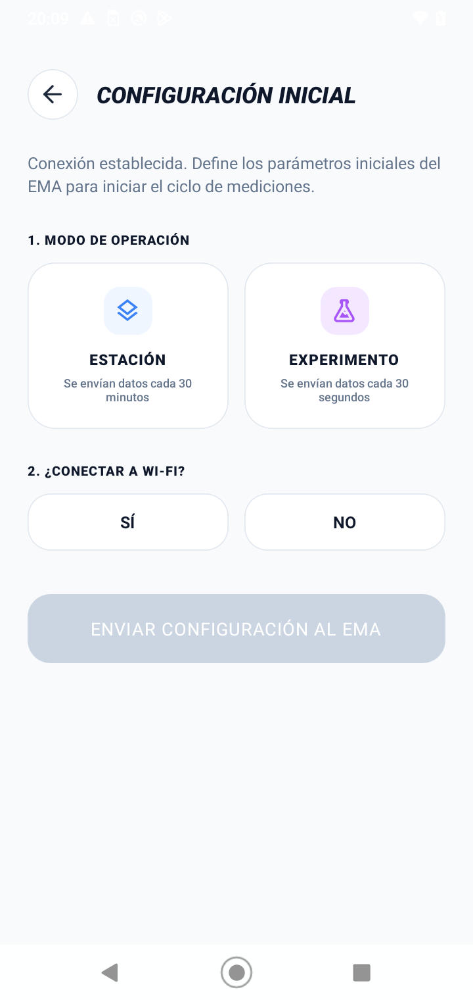 20:09
CONFIGURACIÓN INICIAL
Conexión establecida. Define los parámetros iniciales del
EMA para iniciar el ciclo de mediciones.
1. MODO DE OPERACIÓN
ESTACIÓN
Se envían datos cada 30
minutos
EXPERIMENTO
Se envían datos cada 30
segundos
2. ¿CONECTAR A WI-FI?
SÍ
NO
ENVIAR CONFIGURACIÓN AL EMA